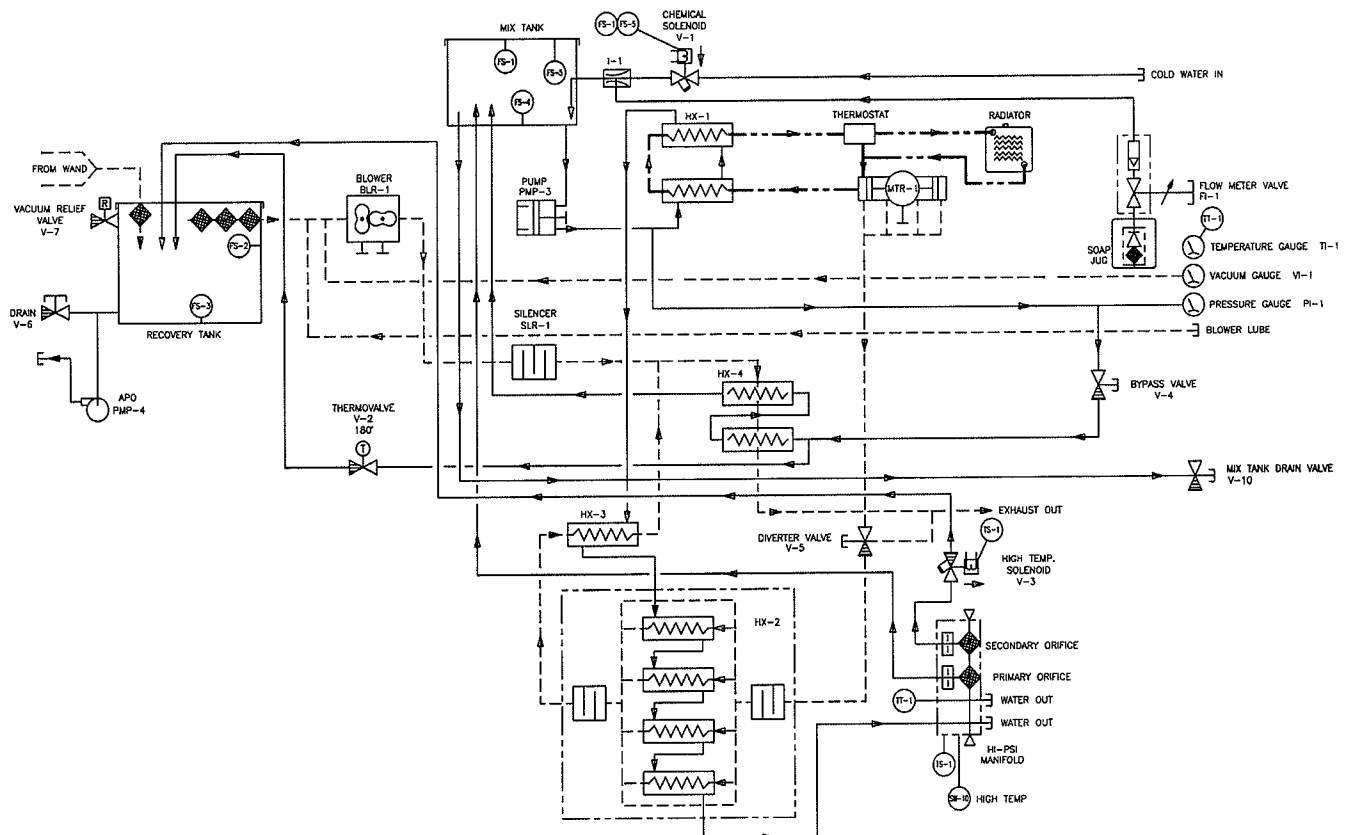 CHEMICAL
SOLENOID
V-1
FS-1
FS-5
MIX TANK
FS-1
FS-5
FS-4
I-1
COLD WATER IN
HX-1
THERMOSTAT
RADIATOR
FROM WAND
BLOWER
BLR-1
PUMP
PMP-3
MTR-1
FLOW METER VALVE
FI-1
VACUUM RELIEF
VALVE
V-7
R
FS-2
TT-1
SOAP
JUG
TEMPERATURE GAUGE TI-1
VACUUM GAUGE VI-1
DRAIN
V-6
FS-3
RECOVERY TANK
PRESSURE GAUGE PI-1
SILENCER
SLR-1
BLOWER LUBE
HX-4
BYPASS VALVE
V-4
APO
PMP-4
THERMOVALVE
V-2
180°
T
MIX TANK DRAIN VALVE
V-10
EXHAUST OUT
HX-3
DIVERTER VALVE
V-5
TS-1
HIGH TEMP.
SOLENOID
V-3
HX-2
SECONDARY ORIFICE
PRIMARY ORIFICE
TT-1
WATER OUT
WATER OUT
HI-PSI
MANIFOLD
TS-1
SW-10
HIGH TEMP